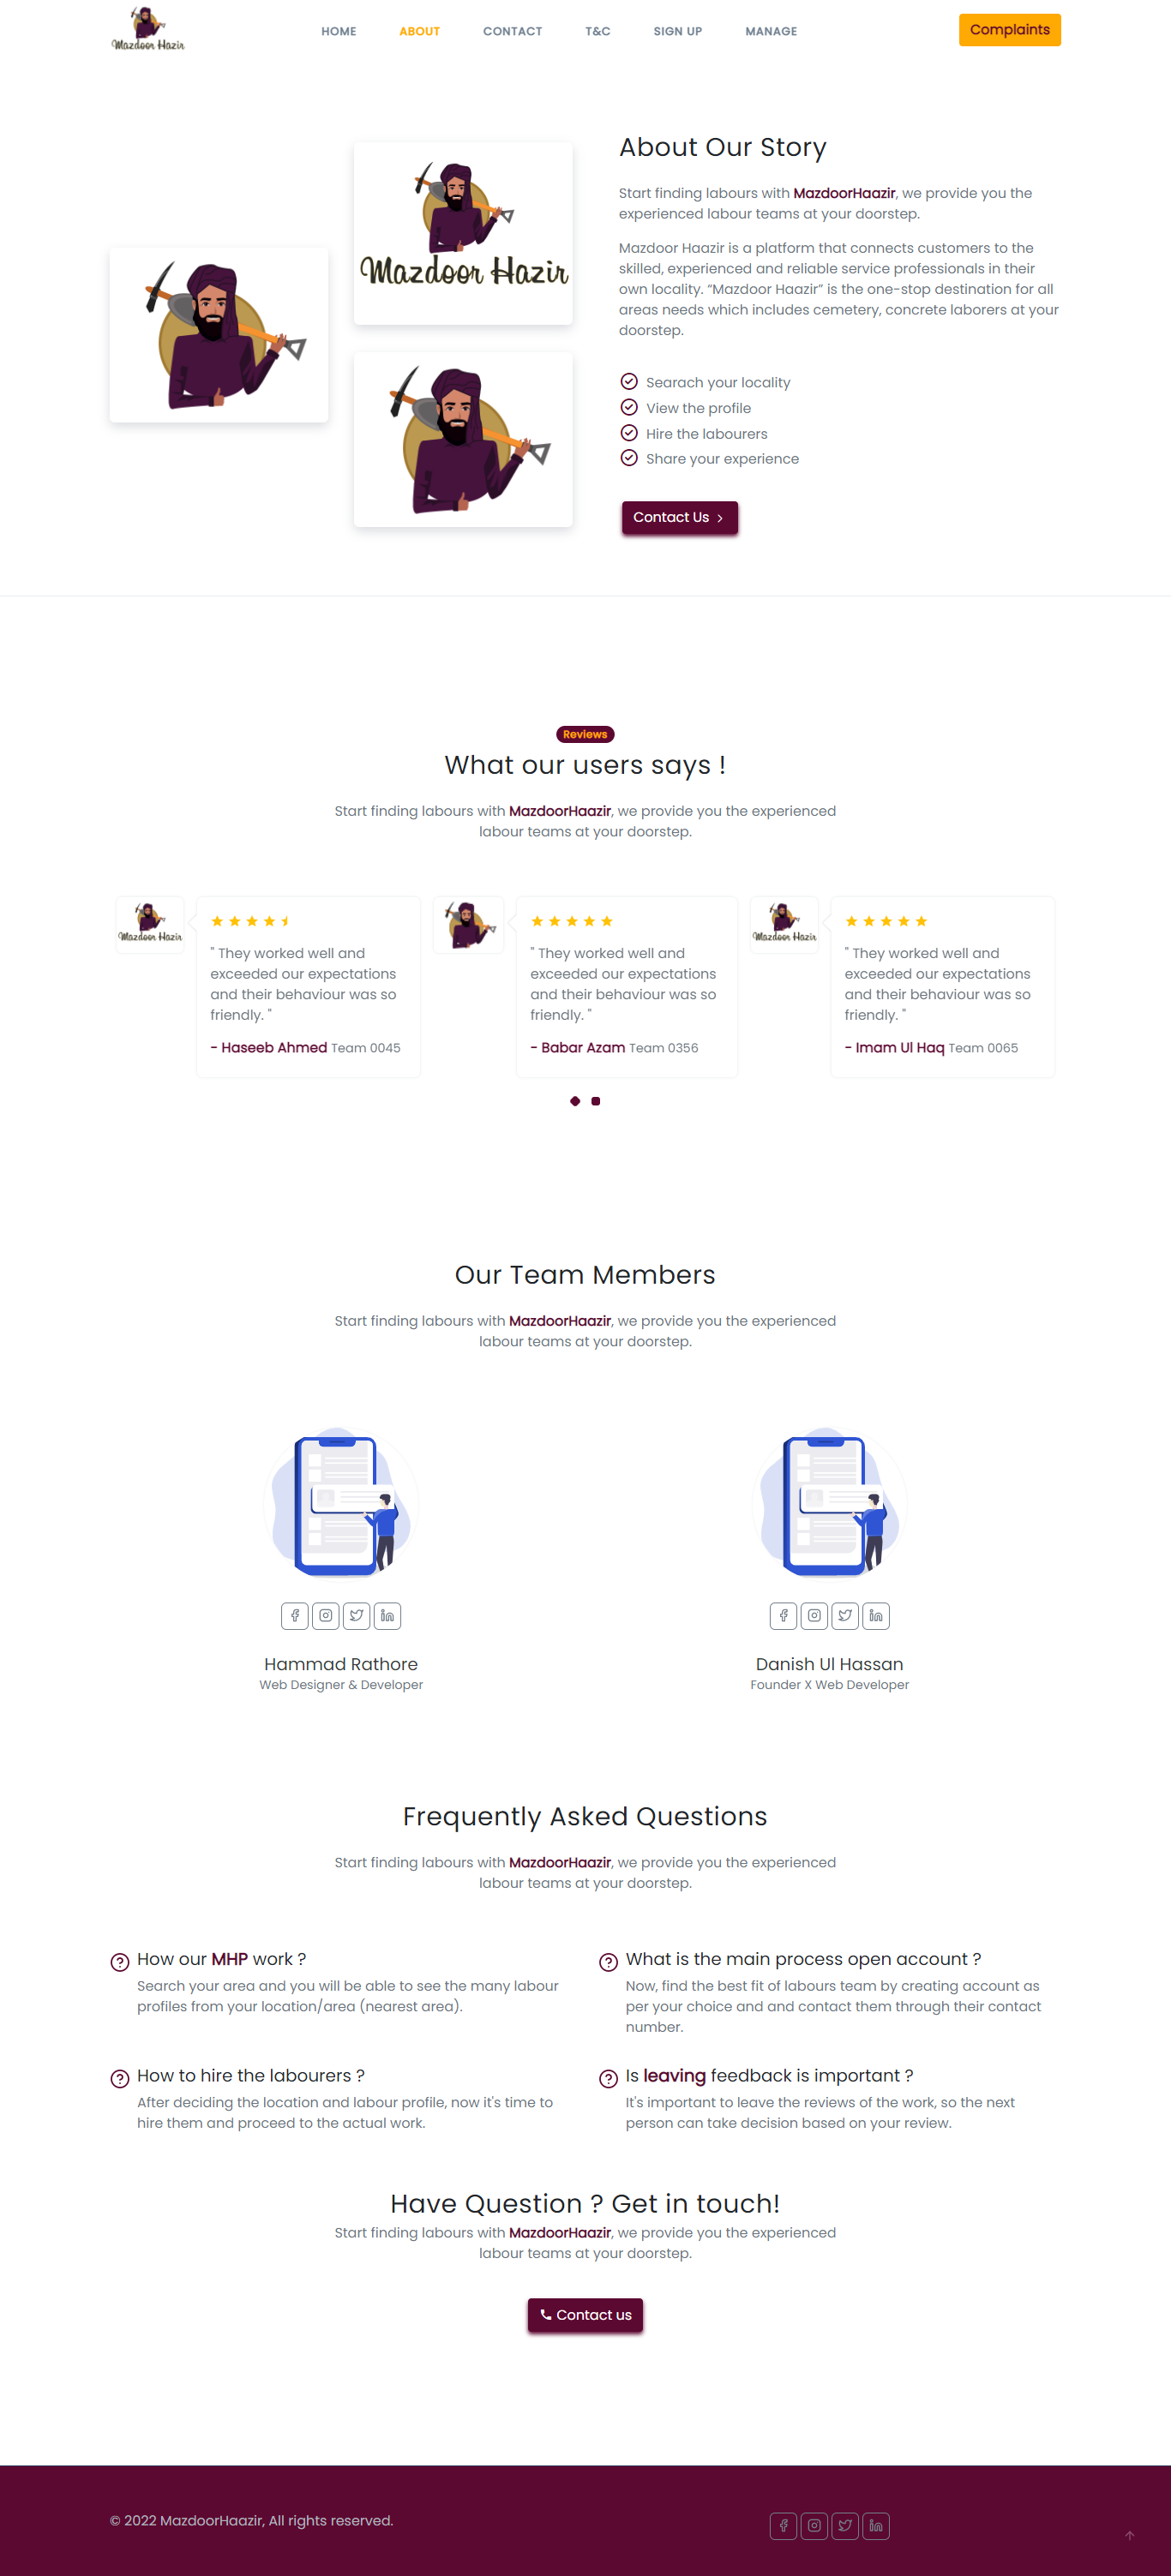 Mazdoor Hazir
HOME
ABOUT
CONTACT
T&C
SIGN UP
MANAGE
Complaints
Mazdoor Hazir
About Our Story
Start finding labours with MazdoorHaazir, we provide you the
experienced labour teams at your doorstep.
Mazdoor Haazir is a platform that connects customers to the
skilled, experienced and reliable service professionals in their
own locality. “Mazdoor Haazir” is the one-stop destination for all
areas needs which includes cemetery, concrete laborers at your
doorstep.
Searach your locality
View the profile
Hire the labourers
Share your experience
Contact Us
Reviews
What our users says !
Start finding labours with MazdoorHaazir, we provide you the experienced
labour teams at your doorstep.
Mazdoor Hazir
" They worked well and
exceeded our expectations
and their behaviour was so
friendly. "
- Haseeb Ahmed Team 0045
" They worked well and
exceeded our expectations
and their behaviour was so
friendly. "
- Babar Azam Team 0356
Mazdoor Hazir
" They worked well and
exceeded our expectations
and their behaviour was so
friendly. "
- Imam Ul Haq Team 0065
Our Team Members
Start finding labours with MazdoorHaazir, we provide you the experienced
labour teams at your doorstep.
Hammad Rathore
Web Designer & Developer
Danish Ul Hassan
Founder X Web Developer
Frequently Asked Questions
Start finding labours with MazdoorHaazir, we provide you the experienced
labour teams at your doorstep.
How our MHP work ?
Search your area and you will be able to see the many labour
profiles from your location/area (nearest area).
What is the main process open account ?
Now, find the best fit of labours team by creating account as
per your choice and and contact them through their contact
number.
How to hire the labourers ?
After deciding the location and labour profile, now it's time to
hire them and proceed to the actual work.
Is leaving feedback is important ?
It's important to leave the reviews of the work, so the next
person can take decision based on your review.
Have Question ? Get in touch!
Start finding labours with MazdoorHaazir, we provide you the experienced
labour teams at your doorstep.
Contact us
© 2022 MazdoorHaazir, All rights reserved.